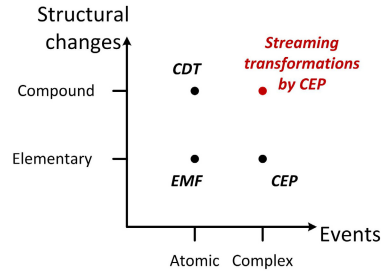 Structural
changes
Streaming
transformations
by CEP
CDT
Compound
Elementary
EMF
CEP
Events
Atomic
Complex